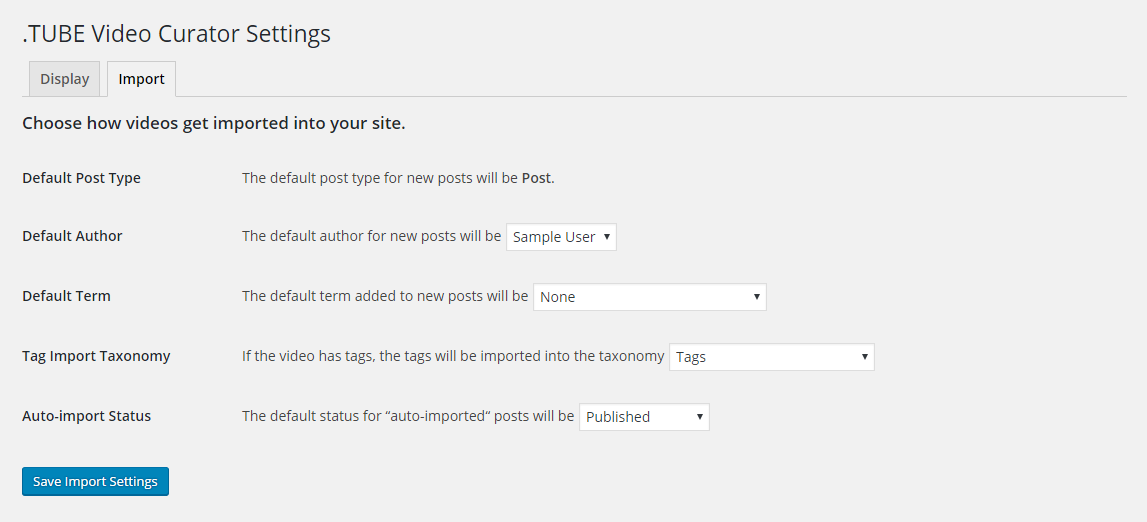 .TUBE Video Curator Settings
Display Import
Choose how videos get imported into your site.
Default Post Type The default post type for new posts will be Post.
Default Author The default author for new posts will be Sample User
Default Term The default term added to new posts will be None
Tag Import Taxonomy If the video has tags, the tags will be imported into the taxonomy Tags
Auto-import Status The default status for “auto-imported“ posts will be Published
Save Import Settings